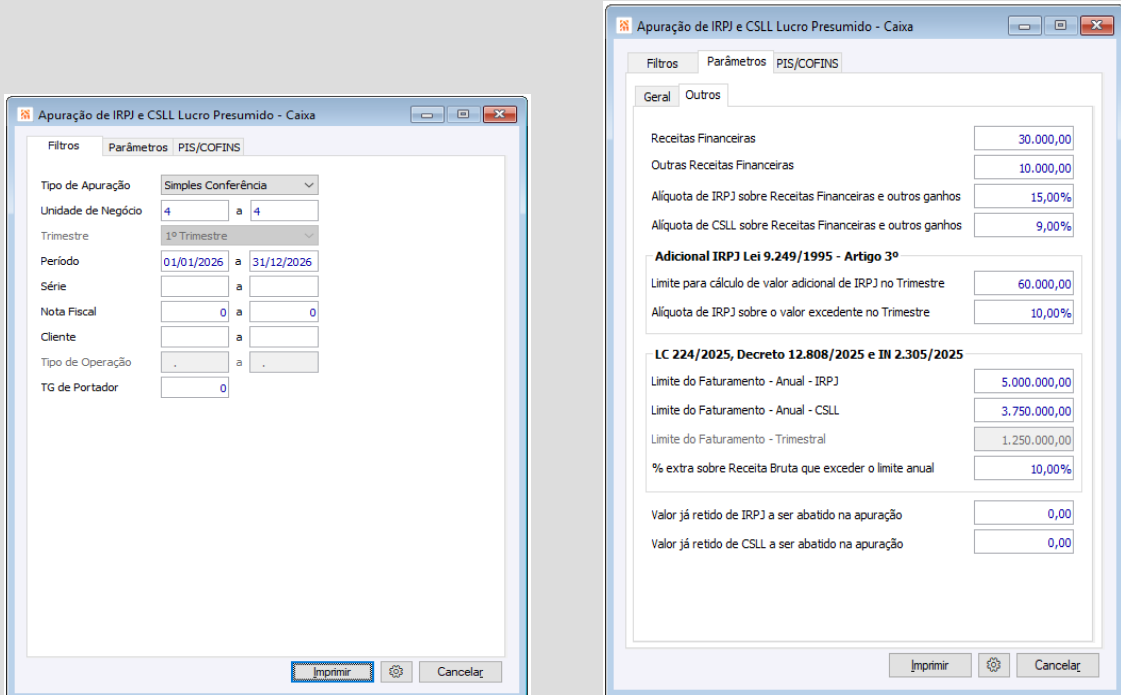 Apuração de IRPJ e CSLL Lucro Presumido - Caixa
Filtros Parâmetros PIS/COFINS
Tipo de Apuração Simples Conferência
Unidade de Negócio 4 a 4
Trimestre 1º Trimestre
Período 01/01/2026 a 31/12/2026
Série a
Nota Fiscal 0 a 0
Cliente a
Tipo de Operação . a .
TG de Portador 0
Imprimir Cancelar
Apuração de IRPJ e CSLL Lucro Presumido - Caixa
Filtros Parâmetros PIS/COFINS
Geral Outros
Receitas Financeiras 30.000,00
Outras Receitas Financeiras 10.000,00
Alíquota de IRPJ sobre Receitas Financeiras e outros ganhos 15,00%
Alíquota de CSLL sobre Receitas Financeiras e outros ganhos 9,00%
Adicional IRPJ Lei 9.249/1995 - Artigo 3º
Limite para cálculo de valor adicional de IRPJ no Trimestre 60.000,00
Alíquota de IRPJ sobre o valor excedente no Trimestre 10,00%
LC 224/2025, Decreto 12.808/2025 e IN 2.305/2025
Limite do Faturamento - Anual - IRPJ 5.000.000,00
Limite do Faturamento - Anual - CSLL 3.750.000,00
Limite do Faturamento - Trimestral 1.250.000,00
% extra sobre Receita Bruta que exceder o limite anual 10,00%
Valor já retido de IRPJ a ser abatido na apuração 0,00
Valor já retido de CSLL a ser abatido na apuração 0,00
Imprimir Cancelar